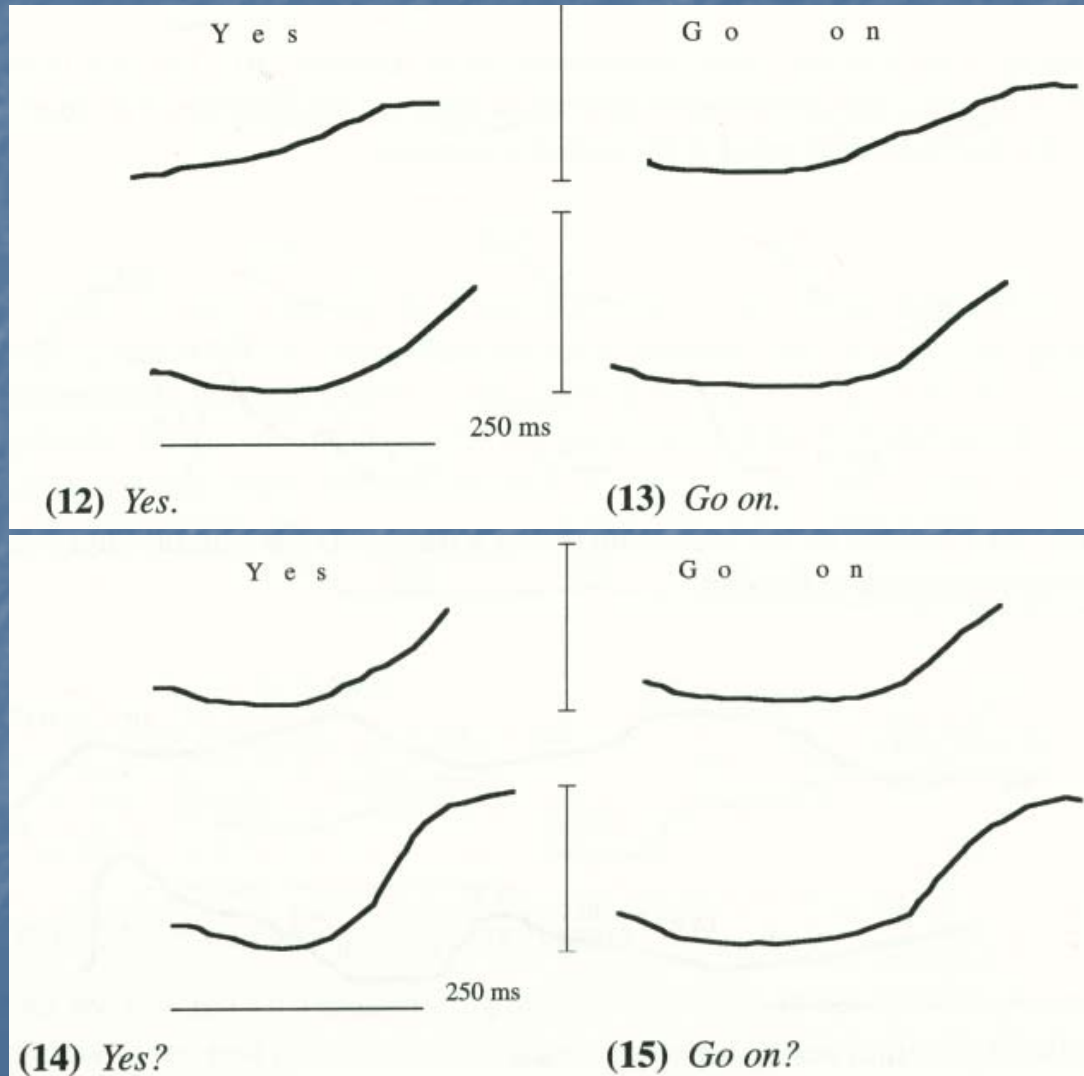 Y e s
G o o n
250 ms
(12) Yes.
(13) Go on.
Y e s
G o o n
250 ms
(14) Yes?
(15) Go on?